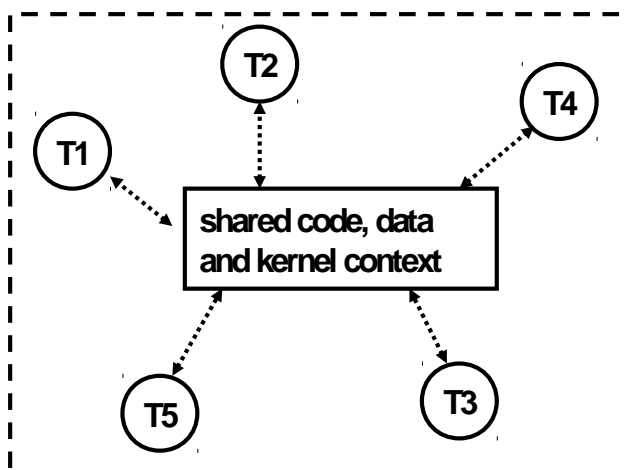 T2
T4
T1
shared code, data
and kernel context
T5
T3